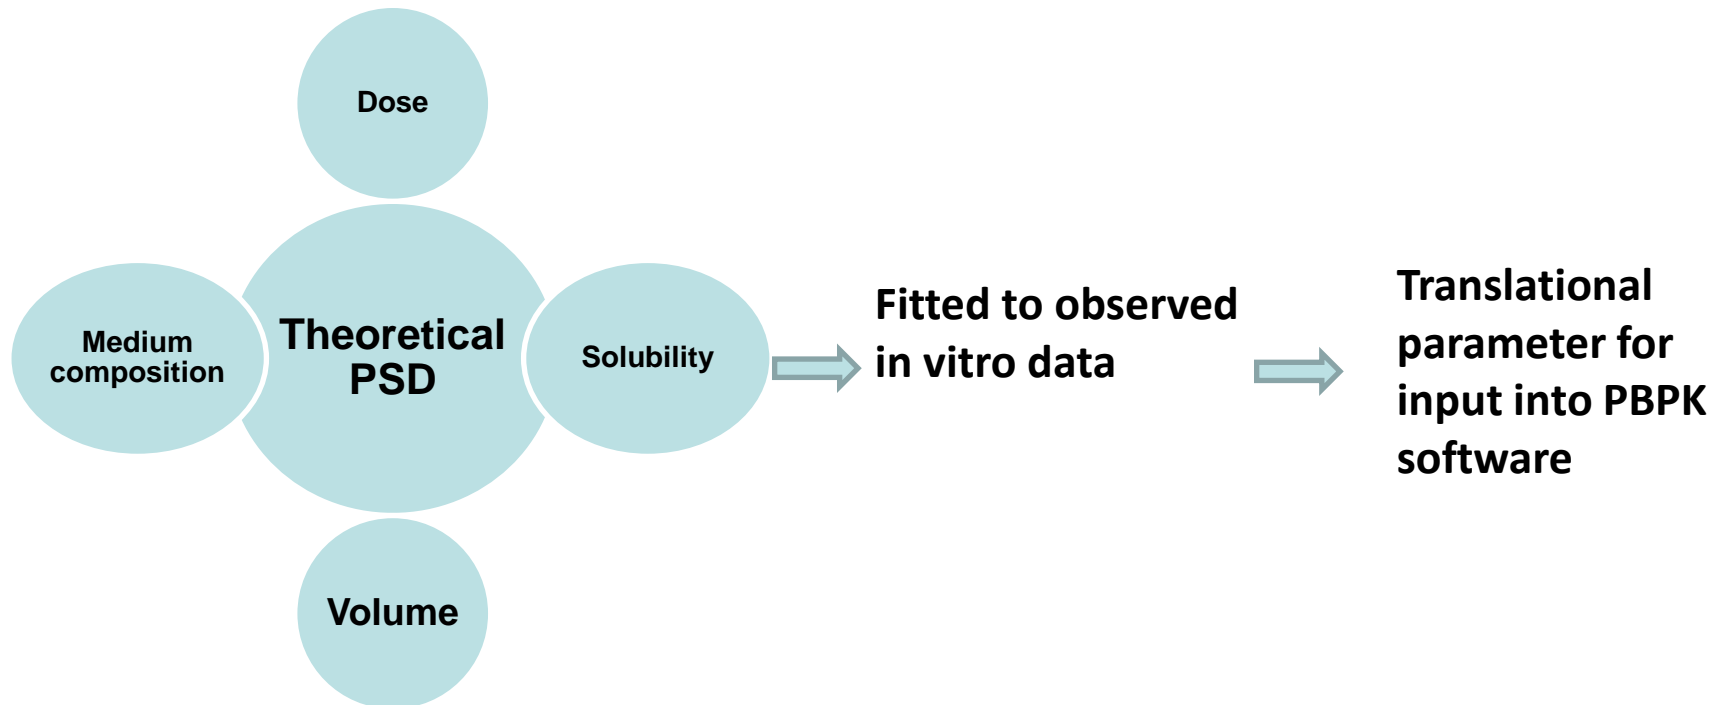 Dose
Medium
composition
Theoretical
PSD
Solubility
Volume
Fitted to observed
in vitro data
Translational
parameter for
input into PBPK
software